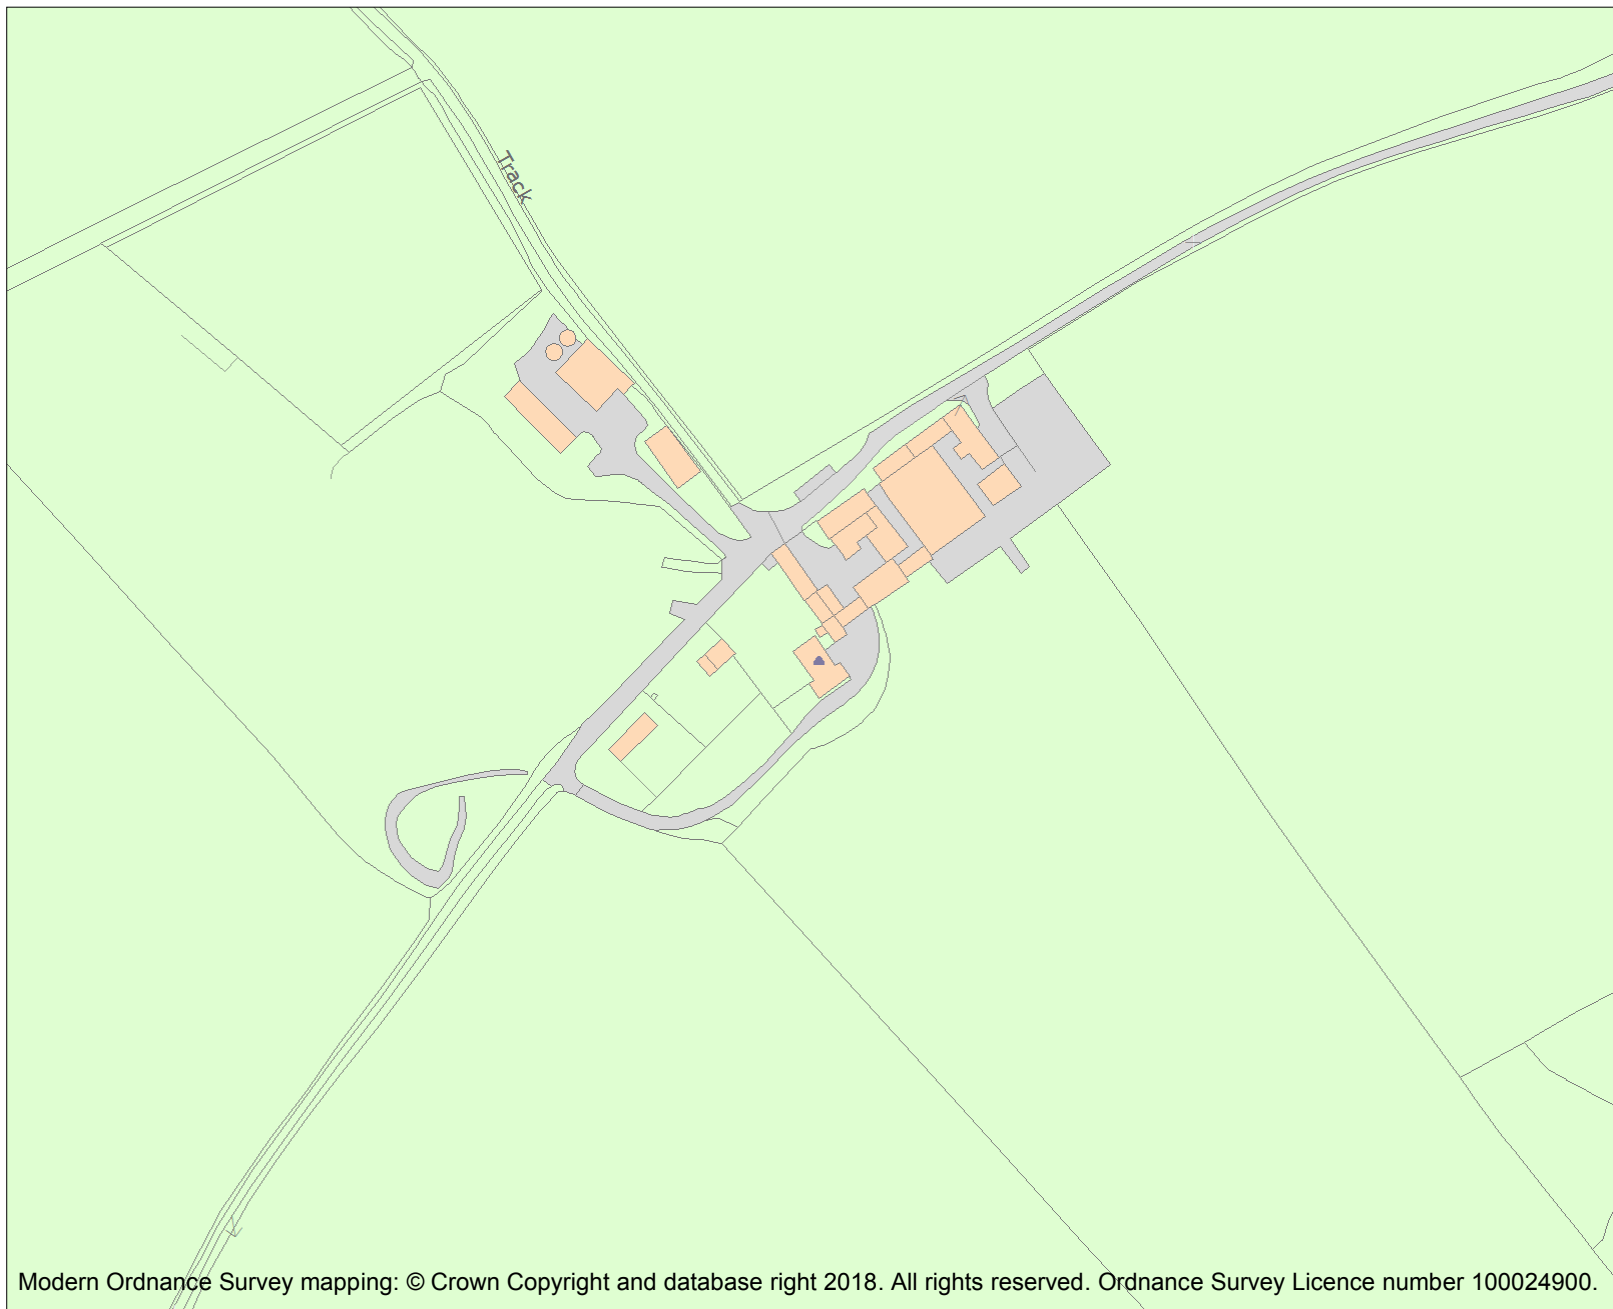 Track
Modern Ordnance Survey mapping: © Crown Copyright and database right 2018. All rights reserved. Ordnance Survey Licence number 100024900.